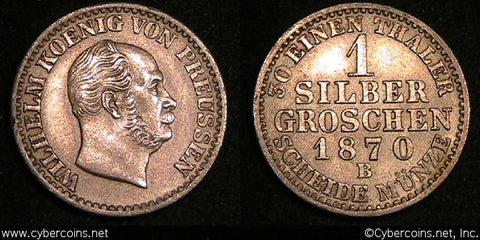 WILHELM KOENIG VON PREUSSEN
30 EINEN THALER
1
SILBER
GROSCHEN
1870
B
SCHEIDE MÜNZE
www.cybercoins.net
©Cybercoins.net, Inc.